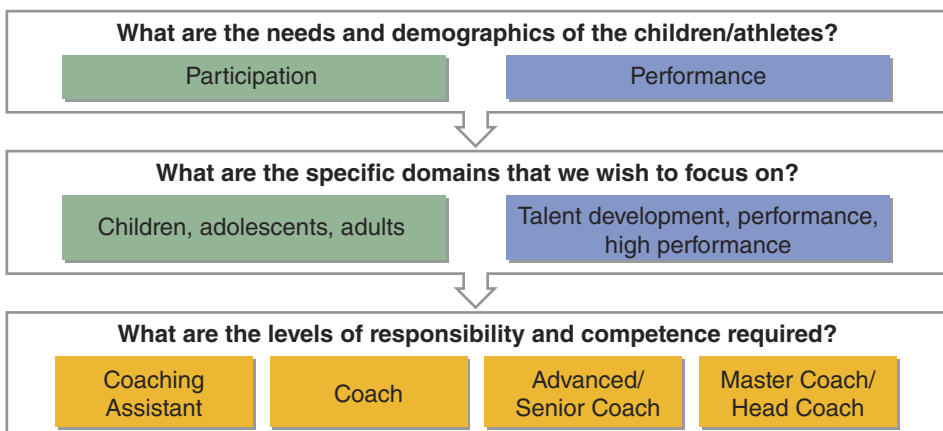 What are the needs and demographics of the children/athletes?
Participation
Performance
What are the specific domains that we wish to focus on?
Children, adolescents, adults
Talent development, performance,
high performance
What are the levels of responsibility and competence required?
Coaching
Assistant
Coach
Advanced/
Senior Coach
Master Coach/
Head Coach